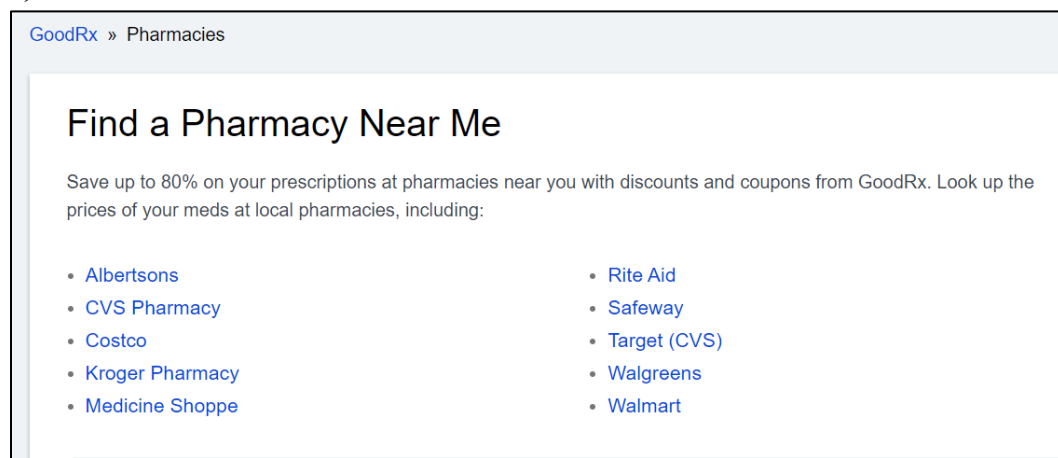 GoodRx » Pharmacies
Find a Pharmacy Near Me
Save up to 80% on your prescriptions at pharmacies near you with discounts and coupons from GoodRx. Look up the
prices of your meds at local pharmacies, including:
• Albertsons
• CVS Pharmacy
• Costco
• Kroger Pharmacy
• Medicine Shoppe
• Rite Aid
• Safeway
• Target (CVS)
• Walgreens
• Walmart